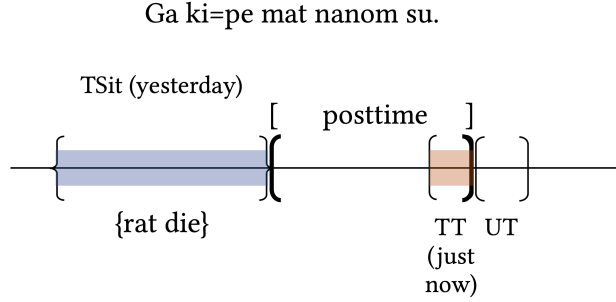 Ga ki=pe mat nanom su.
TSit (yesterday)
[ posttime ]
{rat die}
TT UT
(just
now)